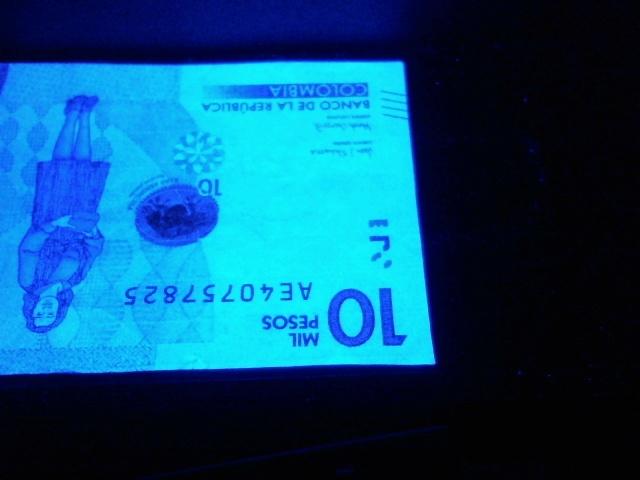 10 MIL
PESOS
AE40757825
10
BANCO DE LA REPÚBLICA
COLOMBIA